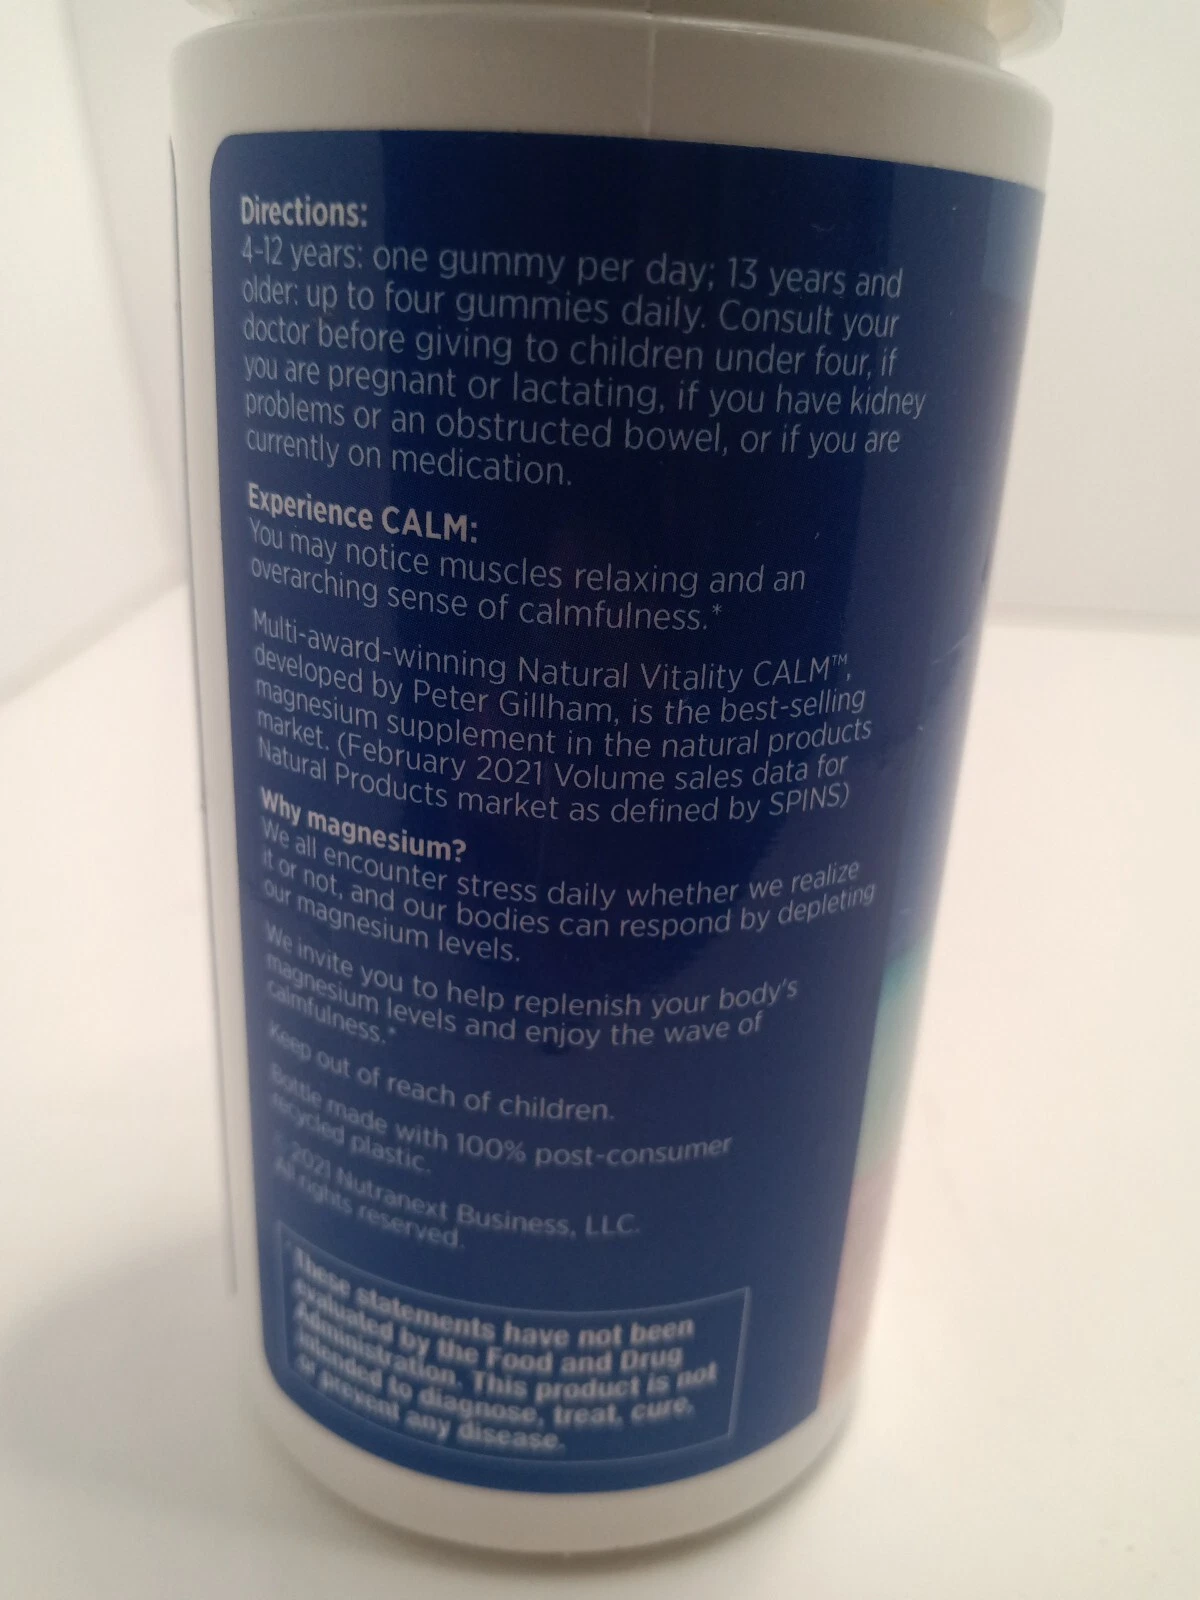 Directions:
4-12 years: one gummy per day; 13 years and
older: up to four gummies daily. Consult your
doctor before giving to children under four, if
you are pregnant or lactating, if you have kidney
problems or an obstructed bowel, or if you are
currently on medication.
Experience CALM:
You may notice muscles relaxing and an
overarching sense of calmfulness.*
Multi-award-winning Natural Vitality CALM™,
developed by Peter Gillham, is the best-selling
magnesium supplement in the natural products
market. (February 2021 Volume sales data for
Natural Products market as defined by SPINS)
Why magnesium?
We all encounter stress daily whether we realize
it or not, and our bodies can respond by depleting
our magnesium levels.
We invite you to help replenish your body's
magnesium levels and enjoy the wave of
calmfulness.*
Keep out of reach of children.
Bottle made with 100% post-consumer
recycled plastic.
© 2021 Nutranext Business, LLC.
All rights reserved.
*These statements have not been
evaluated by the Food and Drug
Administration. This product is not
intended to diagnose, treat, cure,
or prevent any disease.